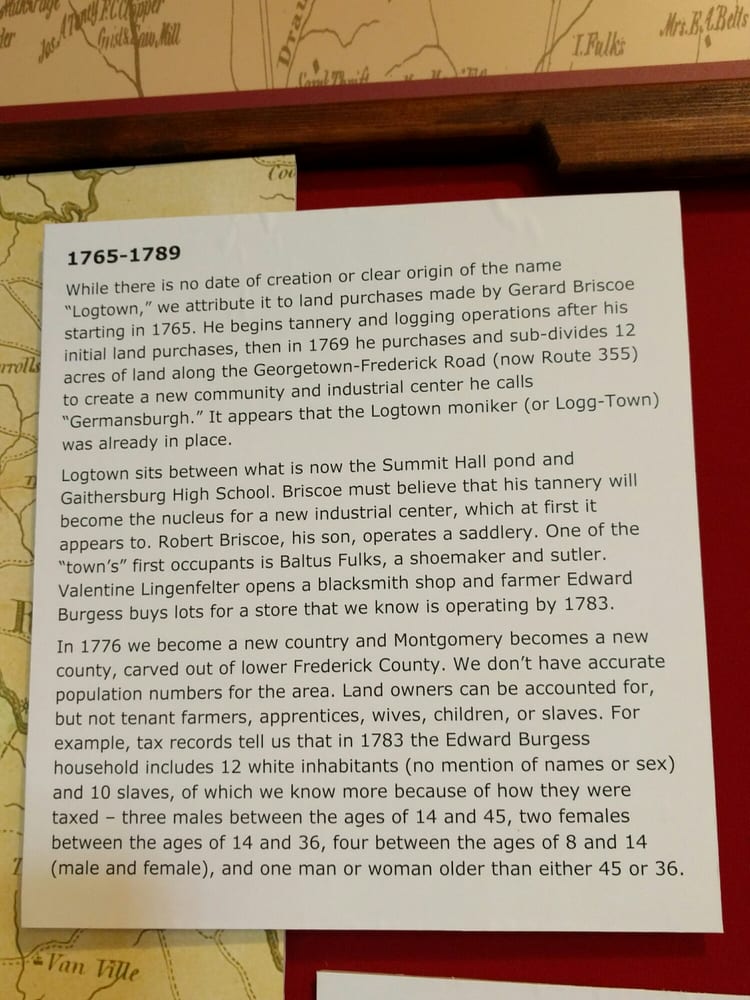 Grist & Saw Mill
I. Fulks
Mrs. E. A. Bells
1765-1789
While there is no date of creation or clear origin of the name
“Logtown,” we attribute it to land purchases made by Gerard Briscoe
starting in 1765. He begins tannery and logging operations after his
initial land purchases, then in 1769 he purchases and sub-divides 12
acres of land along the Georgetown-Frederick Road (now Route 355)
to create a new community and industrial center he calls
“Germansburgh.” It appears that the Logtown moniker (or Logg-Town)
was already in place.
Logtown sits between what is now the Summit Hall pond and
Gaithersburg High School. Briscoe must believe that his tannery will
become the nucleus for a new industrial center, which at first it
appears to. Robert Briscoe, his son, operates a saddlery. One of the
“town’s” first occupants is Baltus Fulks, a shoemaker and sutler.
Valentine Lingenfelter opens a blacksmith shop and farmer Edward
Burgess buys lots for a store that we know is operating by 1783.
In 1776 we become a new country and Montgomery becomes a new
county, carved out of lower Frederick County. We don’t have accurate
population numbers for the area. Land owners can be accounted for,
but not tenant farmers, apprentices, wives, children, or slaves. For
example, tax records tell us that in 1783 the Edward Burgess
household includes 12 white inhabitants (no mention of names or sex)
and 10 slaves, of which we know more because of how they were
taxed – three males between the ages of 14 and 45, two females
between the ages of 14 and 36, four between the ages of 8 and 14
(male and female), and one man or woman older than either 45 or 36.
Van Ville